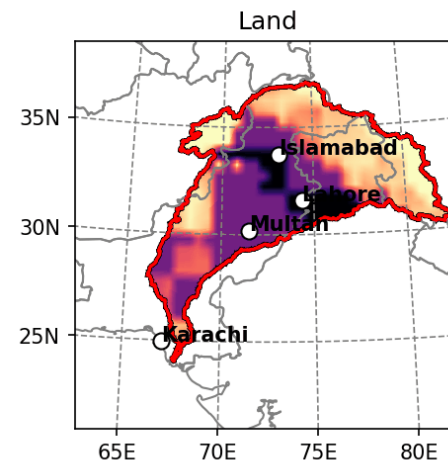 Land
35N
Islamabad
Lahore
30N
Multan
25N
Karachi
65E 70E 75E 80E